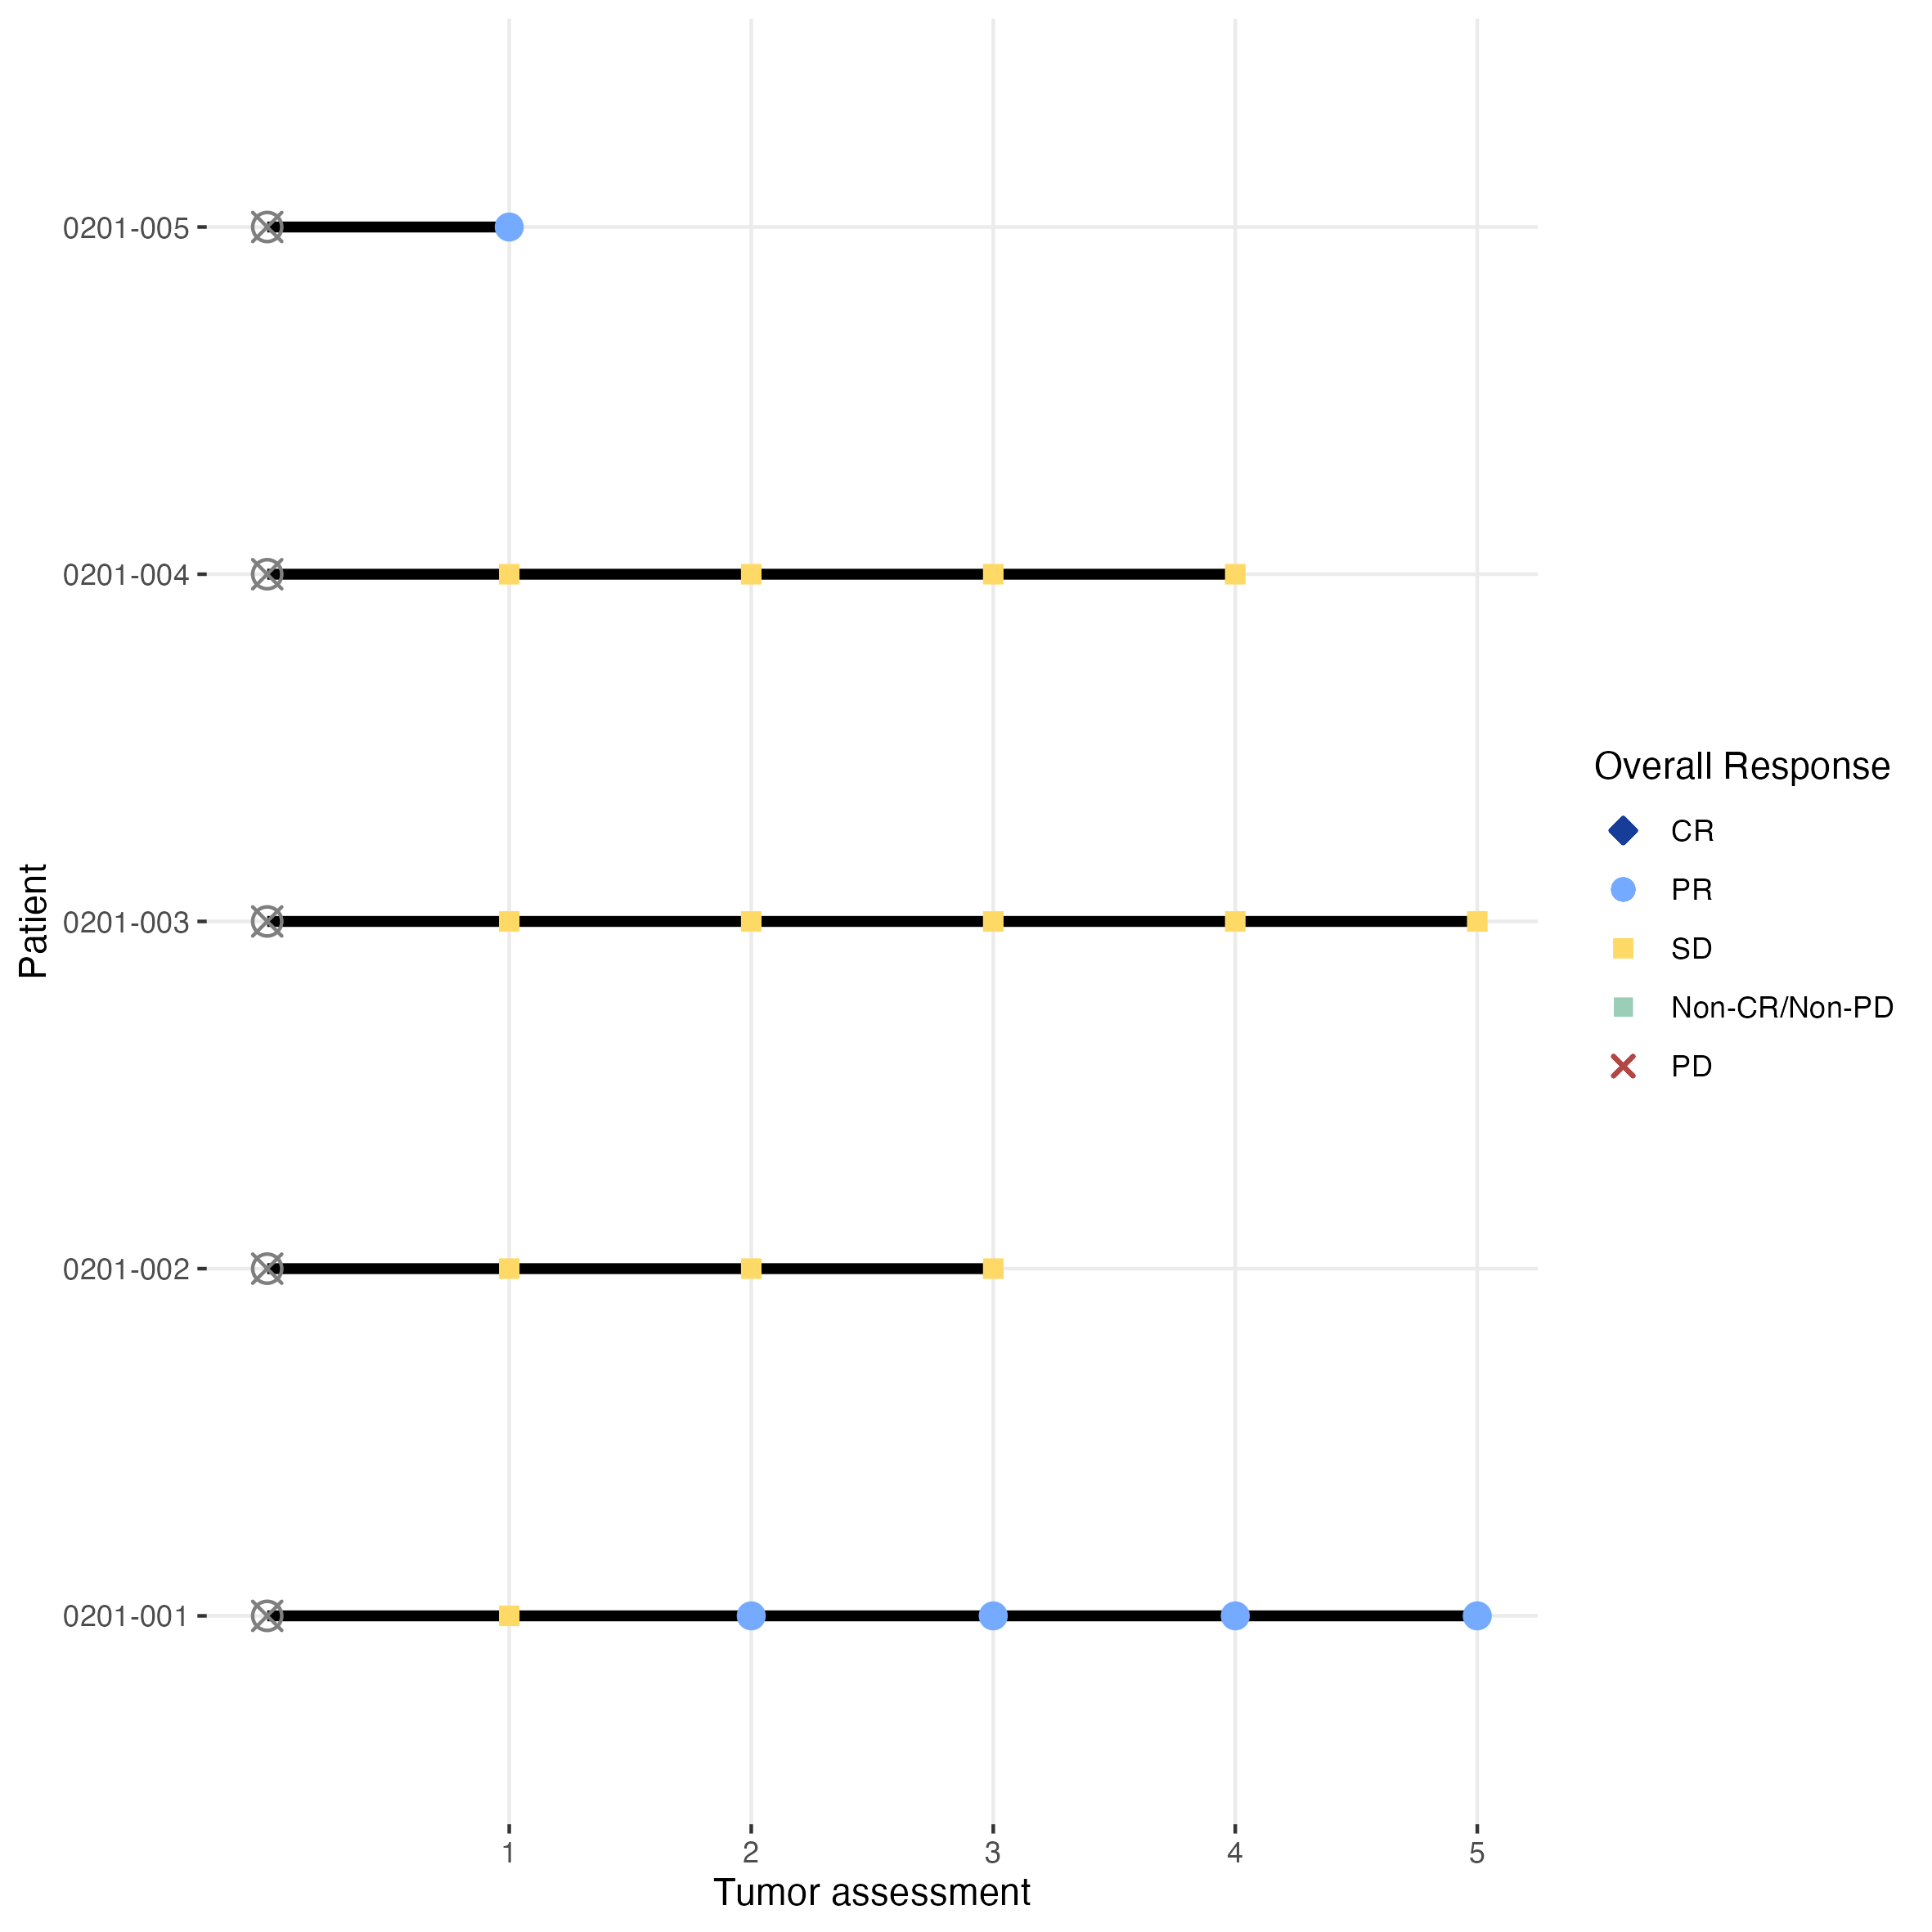 0201-005
0201-004
0201-003
0201-002
0201-001
Patient
1 2 3 4 5
Tumor assessment
Overall Response
CR
PR
SD
Non-CR/Non-PD
PD